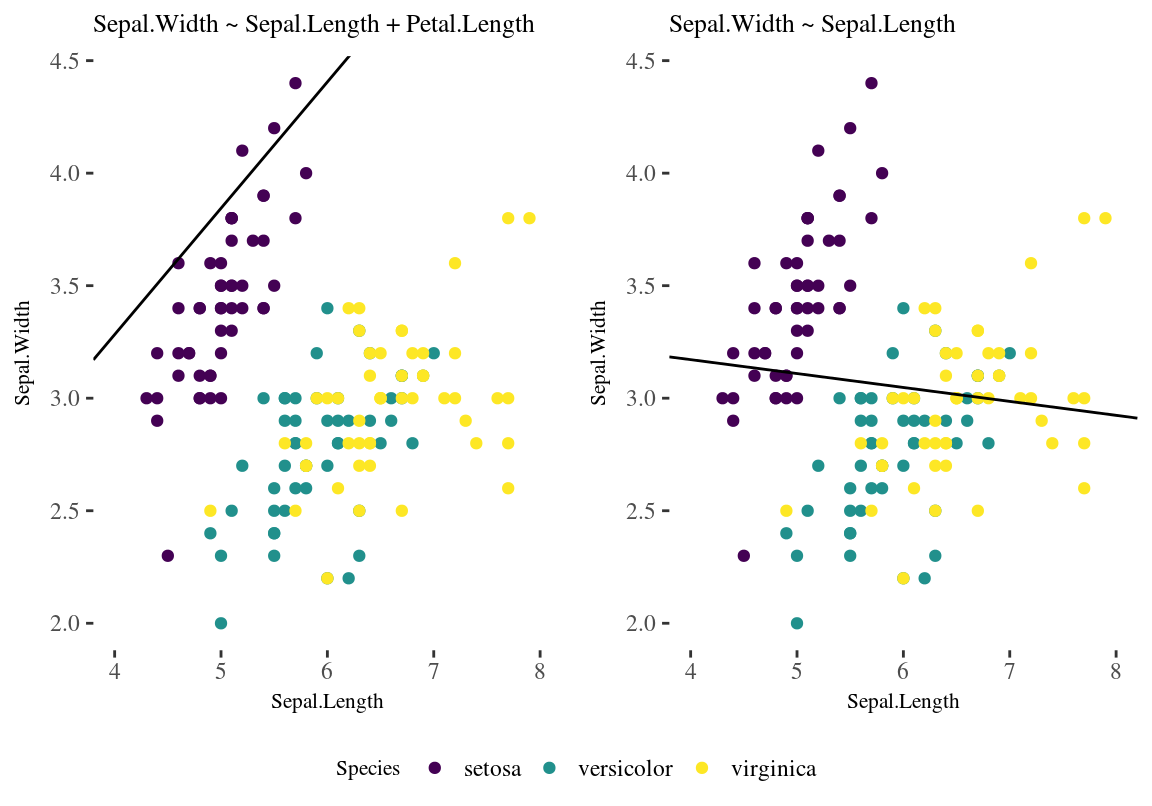 Sepal.Width ~ Sepal.Length + Petal.Length
4.5
4.0
3.5
3.0
2.5
2.0
Sepal.Width
4 5 6 7 8
Sepal.Length
Sepal.Width ~ Sepal.Length
4.5
4.0
3.5
3.0
2.5
2.0
Sepal.Width
4 5 6 7 8
Sepal.Length
Species setosa versicolor virginica